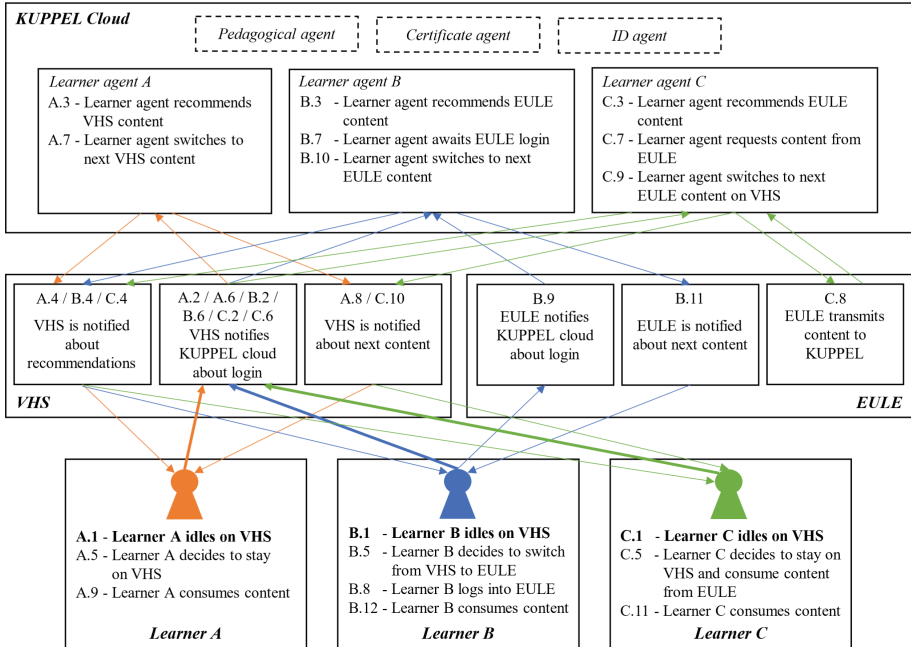 KUPPEL Cloud
Pedagogical agent
Certificate agent
ID agent
Learner agent A
A.3 - Learner agent recommends
VHS content
A.7 - Learner agent switches to
next VHS content
Learner agent B
B.3 - Learner agent recommends EULE
content
B.7 - Learner agent awaits EULE login
B.10 - Learner agent switches to next
EULE content
Learner agent C
C.3 - Learner agent recommends EULE
content
C.7 - Learner agent requests content from
EULE
C.9 - Learner agent switches to next
EULE content on VHS
A.4 / B.4 / C.4
VHS is notified
about
recommendations
A.2 / A.6 / B.2 /
B.6 / C.2 / C.6
VHS notifies
KUPPEL cloud
about login
A.8 / C.10
VHS is notified
about next content
VHS
B.9
EULE notifies
KUPPEL cloud
about login
B.11
EULE is notified
about next content
C.8
EULE transmits
content to
KUPPEL
EULE
A.1 - Learner A idles on VHS
A.5 - Learner A decides to stay
on VHS
A.9 - Learner A consumes content
Learner A
B.1 - Learner B idles on VHS
B.5 - Learner B decides to switch
from VHS to EULE
B.8 - Learner B logs into EULE
B.12 - Learner B consumes content
Learner B
C.1 - Learner C idles on VHS
C.5 - Learner C decides to stay on
VHS and consume content
from EULE
C.11 - Learner C consumes content
Learner C